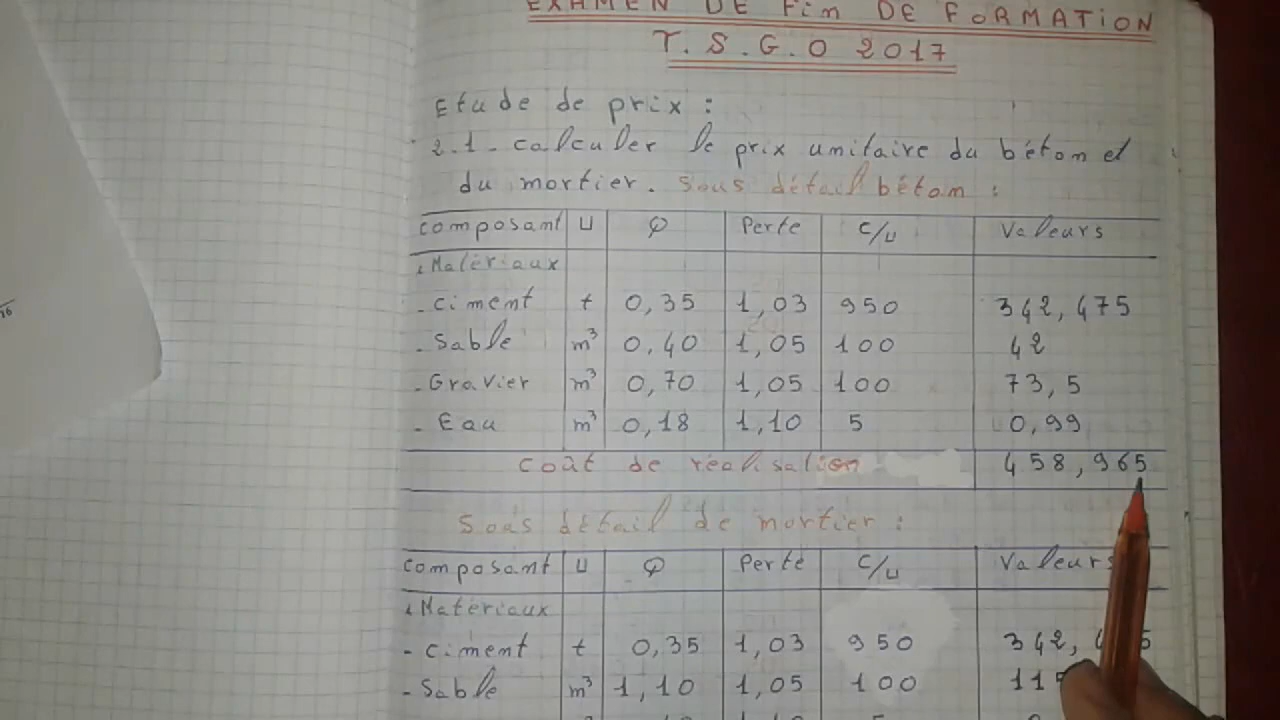 EXAMEN DE Fin DE FORMATION
T.S.G.O 2017
Etude de prix :
2.1- calculer le prix unitaire du béton et
du mortier. Sous détail béton :
composant U Q Perte C/U Valeurs
Matériaux
- ciment t 0,35 1,03 950 342,475
- Sable m³ 0,40 1,05 100 42
- Gravier m³ 0,70 1,05 100 73,5
- Eau m³ 0,18 1,10 5 0,99
Coût de réalisation 458,965
Sous détail de mortier :
composant U Q Perte C/U Valeurs
Matériaux
- ciment t 0,35 1,03 950 342,
- Sable m³ 1,10 1,05 100